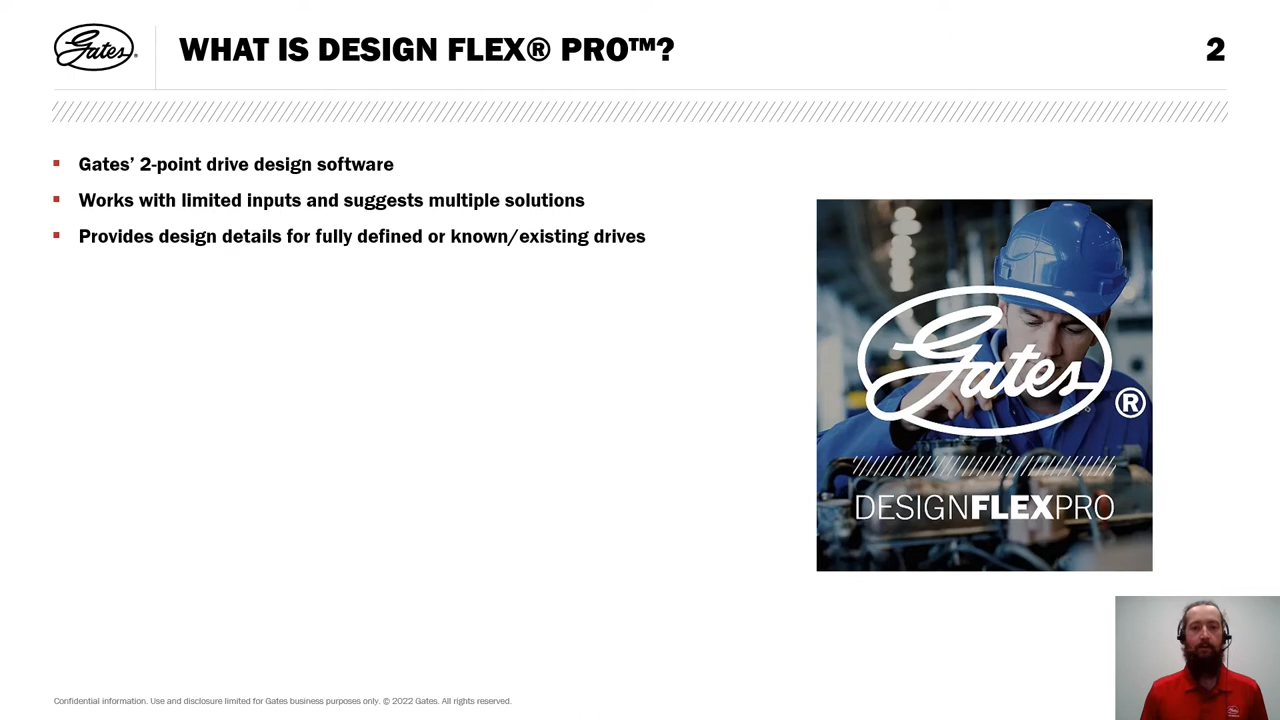 Gates®
WHAT IS DESIGN FLEX® PRO™?
2
Gates’ 2-point drive design software
Works with limited inputs and suggests multiple solutions
Provides design details for fully defined or known/existing drives
Gates®
DESIGNFLEXPRO
Confidential information. Use and disclosure limited for Gates business purposes only. © 2022 Gates. All rights reserved.